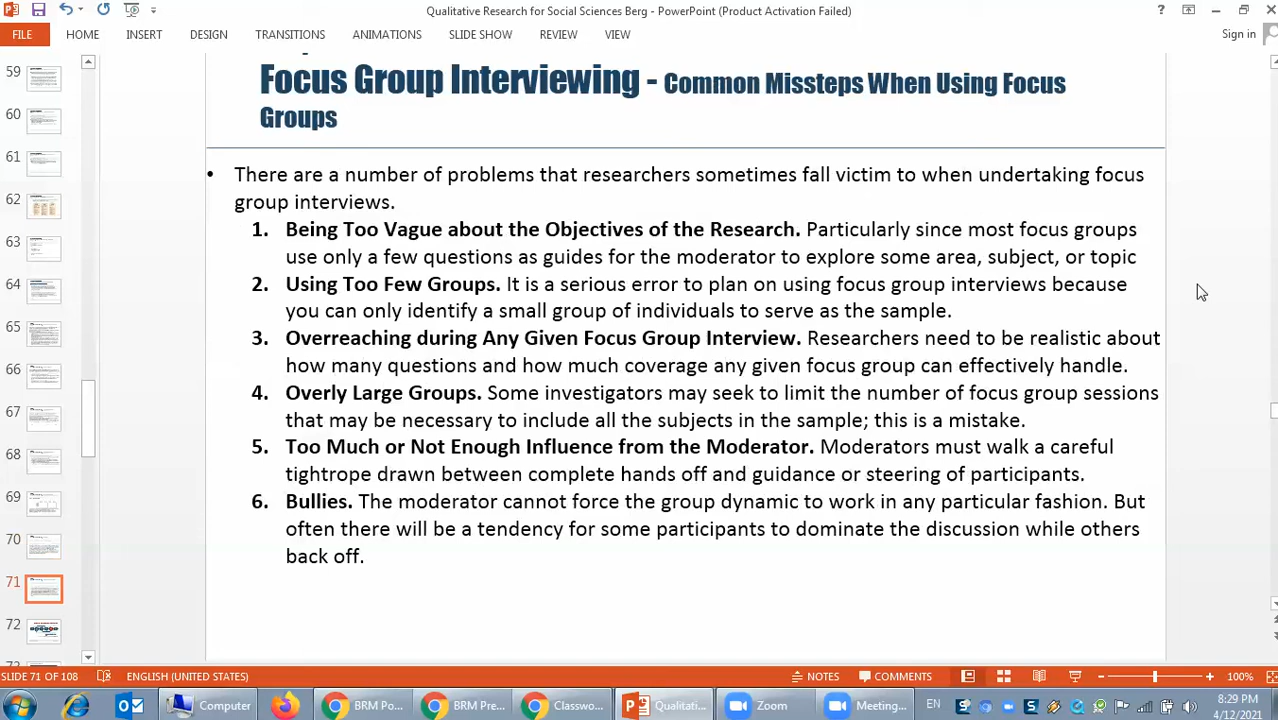 Qualitative Research for Social Sciences Berg - PowerPoint (Product Activation Failed)
FILE HOME INSERT DESIGN TRANSITIONS ANIMATIONS SLIDE SHOW REVIEW VIEW Sign in
Focus Group Interviewing - Common Missteps When Using Focus
Groups
• There are a number of problems that researchers sometimes fall victim to when undertaking focus
group interviews.
1. Being Too Vague about the Objectives of the Research. Particularly since most focus groups
use only a few questions as guides for the moderator to explore some area, subject, or topic
2. Using Too Few Groups. It is a serious error to plan on using focus group interviews because
you can only identify a small group of individuals to serve as the sample.
3. Overreaching during Any Given Focus Group Interview. Researchers need to be realistic about
how many questions and how much coverage any given focus group can effectively handle.
4. Overly Large Groups. Some investigators may seek to limit the number of focus group sessions
that may be necessary to include all the subjects in the sample; this is a mistake.
5. Too Much or Not Enough Influence from the Moderator. Moderators must walk a careful
tightrope drawn between complete hands off and guidance or steering of participants.
6. Bullies. The moderator cannot force the group dynamic to work in any particular fashion. But
often there will be a tendency for some participants to dominate the discussion while others
back off.
59
60
61
62
63
64
65
66
67
68
69
70
71
72
SLIDE 71 OF 108 ENGLISH (UNITED STATES) NOTES COMMENTS 100%
Computer BRM Po... BRM Pre... Classwo... Qualitati... Zoom Meeting... EN 8:29 PM
4/12/2021